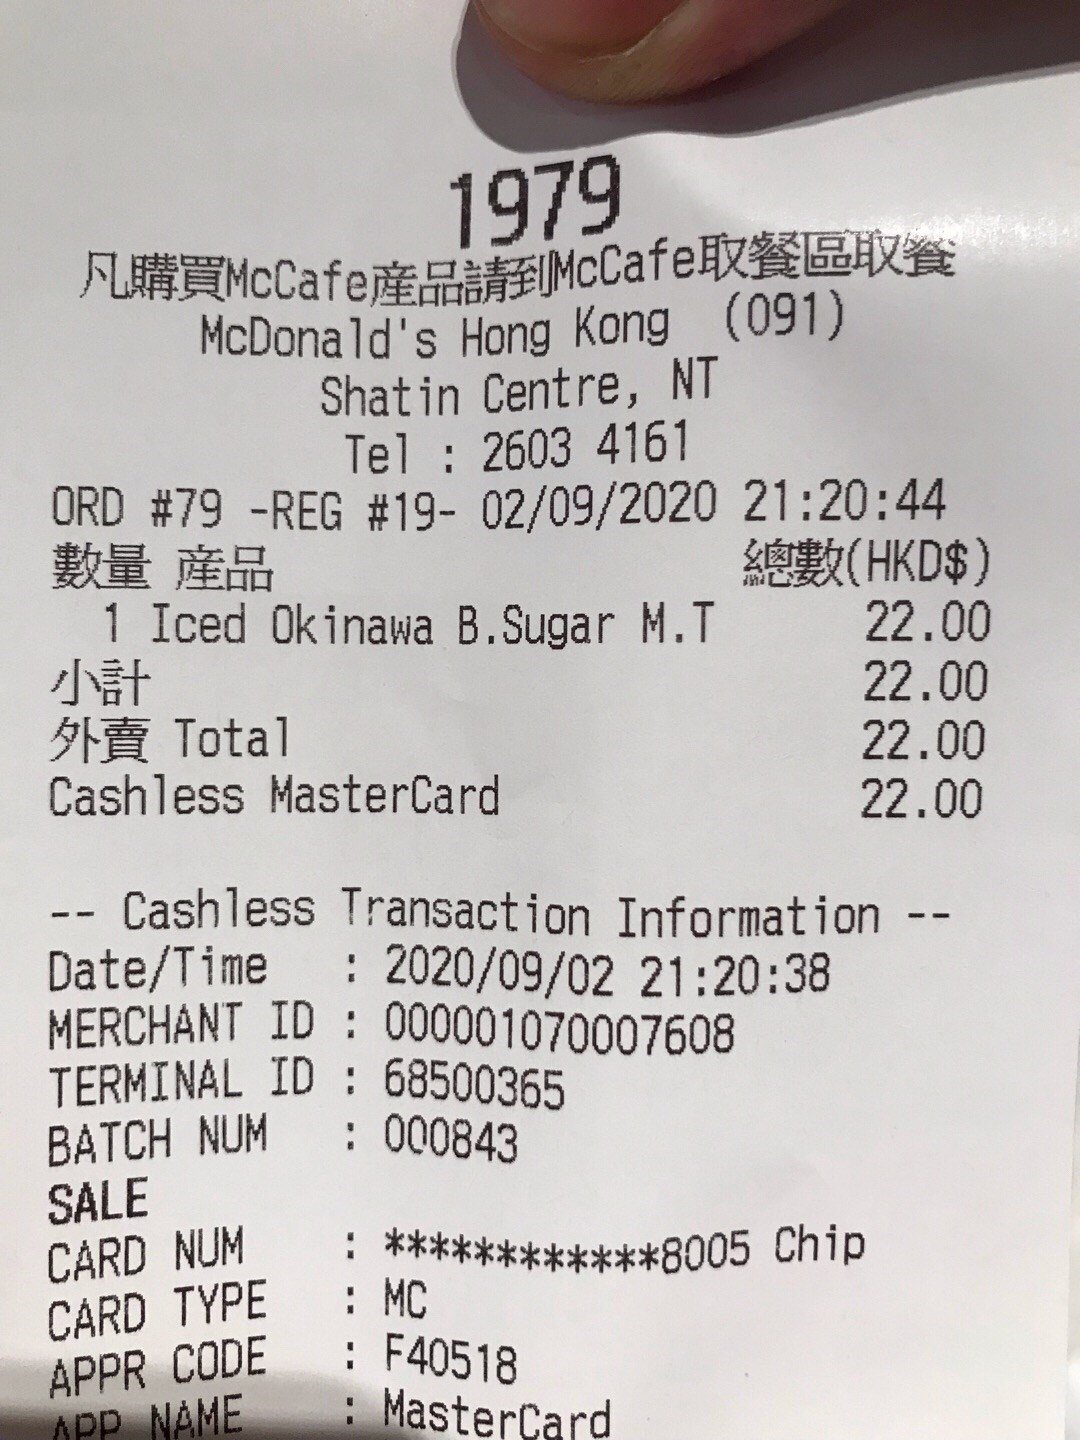 1979
凡購買McCafe産品請到McCafe取餐區取餐
McDonald's Hong Kong (091)
Shatin Centre, NT
Tel : 2603 4161
ORD #79 -REG #19- 02/09/2020 21:20:44
數量 産品 總數(HKD$)
1 Iced Okinawa B.Sugar M.T 22.00
小計 22.00
外賣 Total 22.00
Cashless MasterCard 22.00
-- Cashless Transaction Information --
Date/Time : 2020/09/02 21:20:38
MERCHANT ID : 000001070007608
TERMINAL ID : 68500365
BATCH NUM : 000843
SALE
CARD NUM : ************8005 Chip
CARD TYPE : MC
APPR CODE : F40518
APP NAME : MasterCard